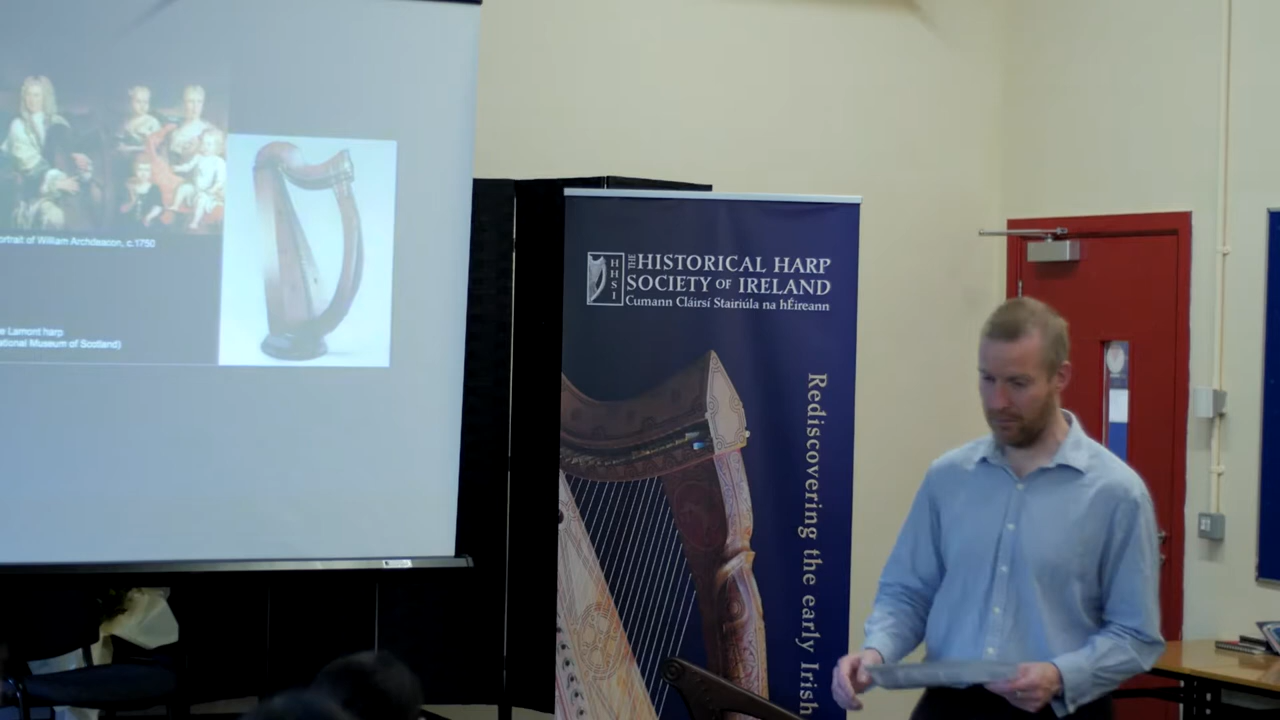 ortrait of William Archdeacon, c.1750
e Lamont harp
ational Museum of Scotland)
HHSI
THE HISTORICAL HARP
SOCIETY OF IRELAND
Cumann Cláirsí Stairiúla na hÉireann
Rediscovering the early Irish